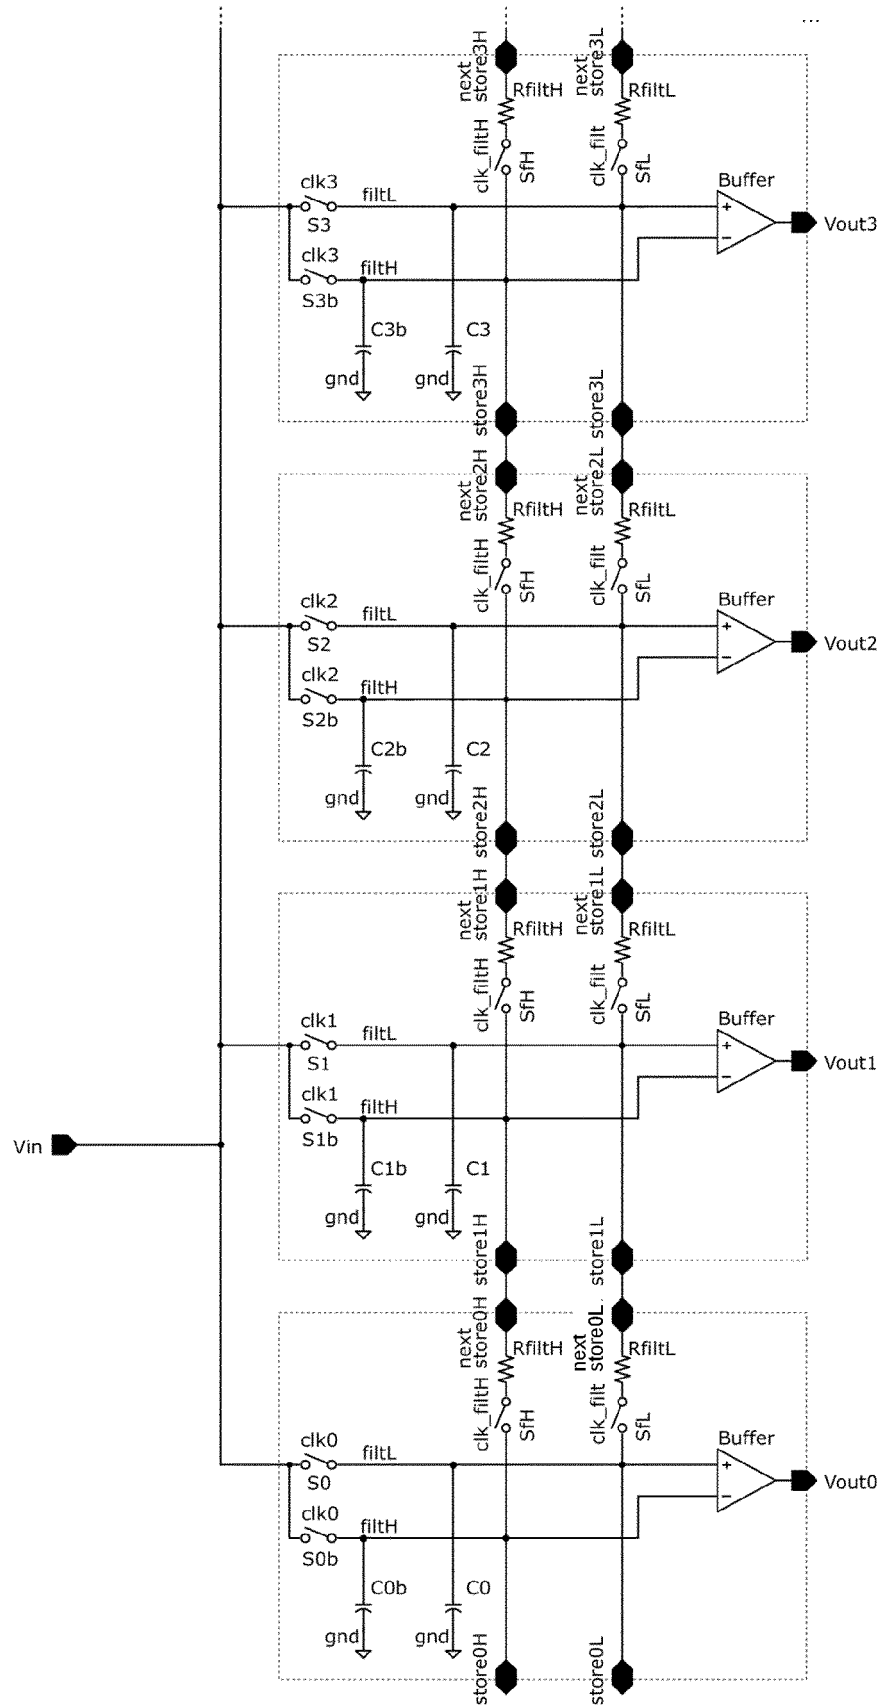 ...
next
store3H
next
store3L
RfiltH
RfiltL
clk_filtH
SfH
clk_filt
SfL
clk3
filtL
S3
Buffer
+
−
Vout3
clk3
filtH
S3b
C3b
C3
gnd
gnd
store3H
store3L
next
store2H
next
store2L
RfiltH
RfiltL
clk_filtH
SfH
clk_filt
SfL
clk2
filtL
S2
Buffer
+
−
Vout2
clk2
filtH
S2b
C2b
C2
gnd
gnd
store2H
store2L
next
store1H
next
store1L
RfiltH
RfiltL
clk_filtH
SfH
clk_filt
SfL
clk1
filtL
S1
Buffer
+
−
Vout1
clk1
filtH
S1b
Vin
C1b
C1
gnd
gnd
store1H
store1L
next
store0H
next
store0L
RfiltH
RfiltL
clk_filtH
SfH
clk_filt
SfL
clk0
filtL
S0
Buffer
+
−
Vout0
clk0
filtH
S0b
C0b
C0
gnd
gnd
store0H
store0L